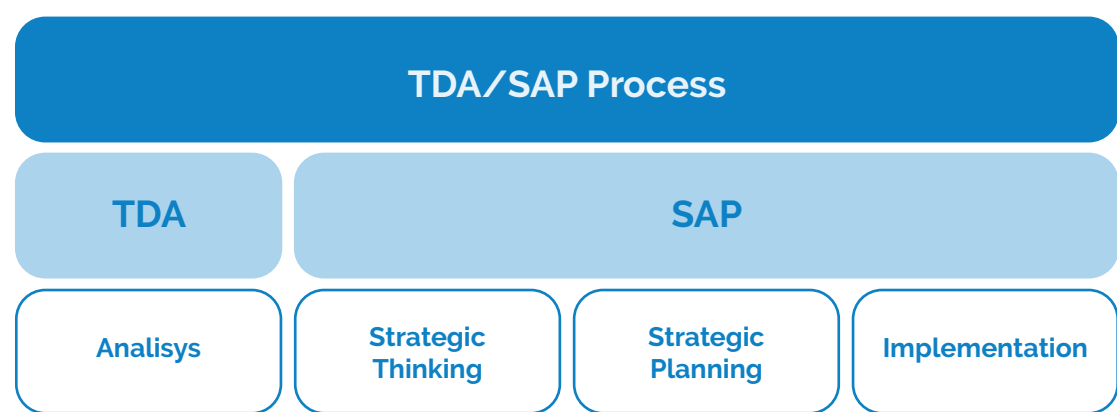 TDA/SAP Process
TDA
SAP
Analisys
Strategic
Thinking
Strategic
Planning
Implementation